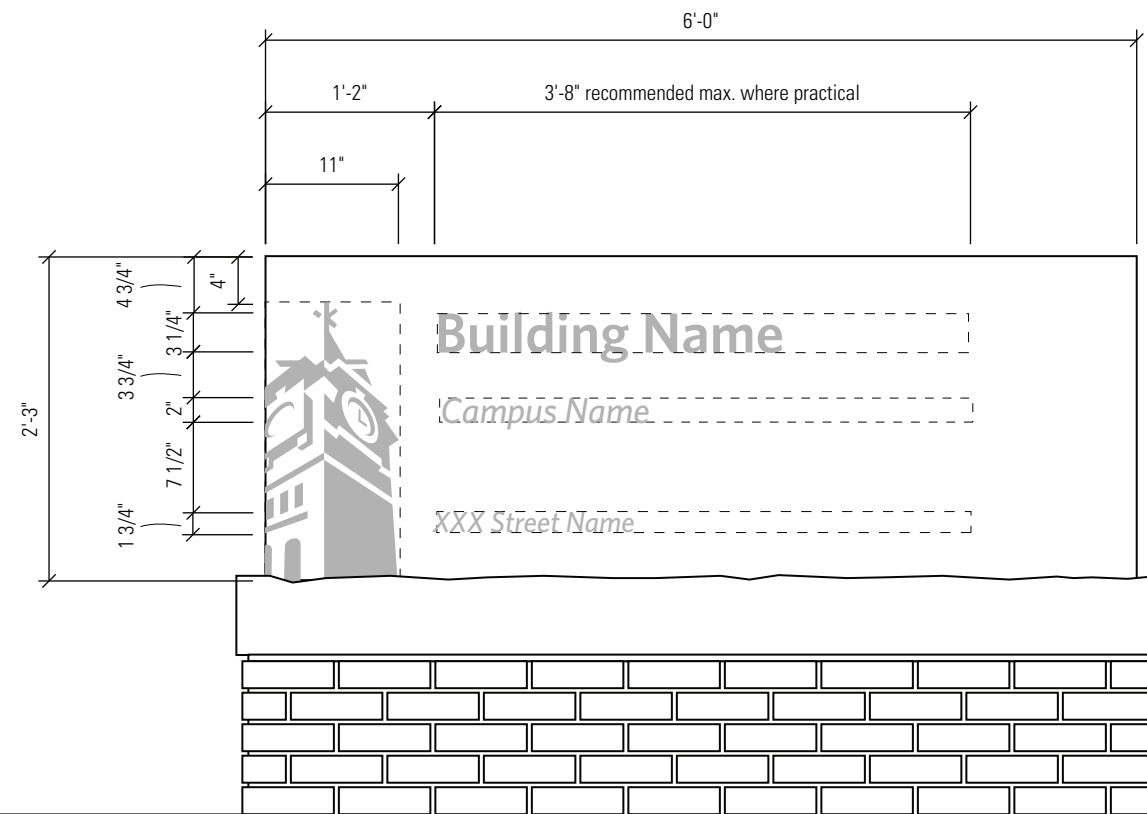 6'-0"
1'-2"
3'-8" recommended max. where practical
11"
4 3/4"
4"
3 1/4"
3 3/4"
2"
2'-3"
7 1/2"
1 3/4"
Building Name
Campus Name
XXX Street Name